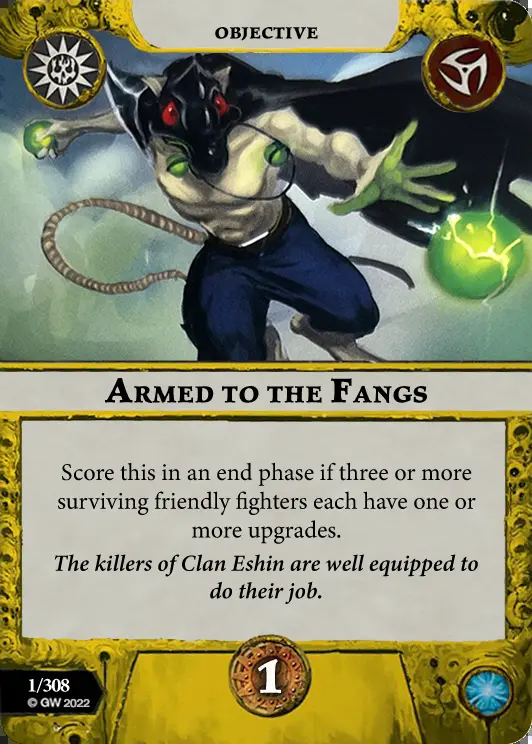 OBJECTIVE
ARMED TO THE FANGS
Score this in an end phase if three or more
surviving friendly fighters each have one or
more upgrades.
The killers of Clan Eshin are well equipped to
do their job.
1
1/308
© GW 2022